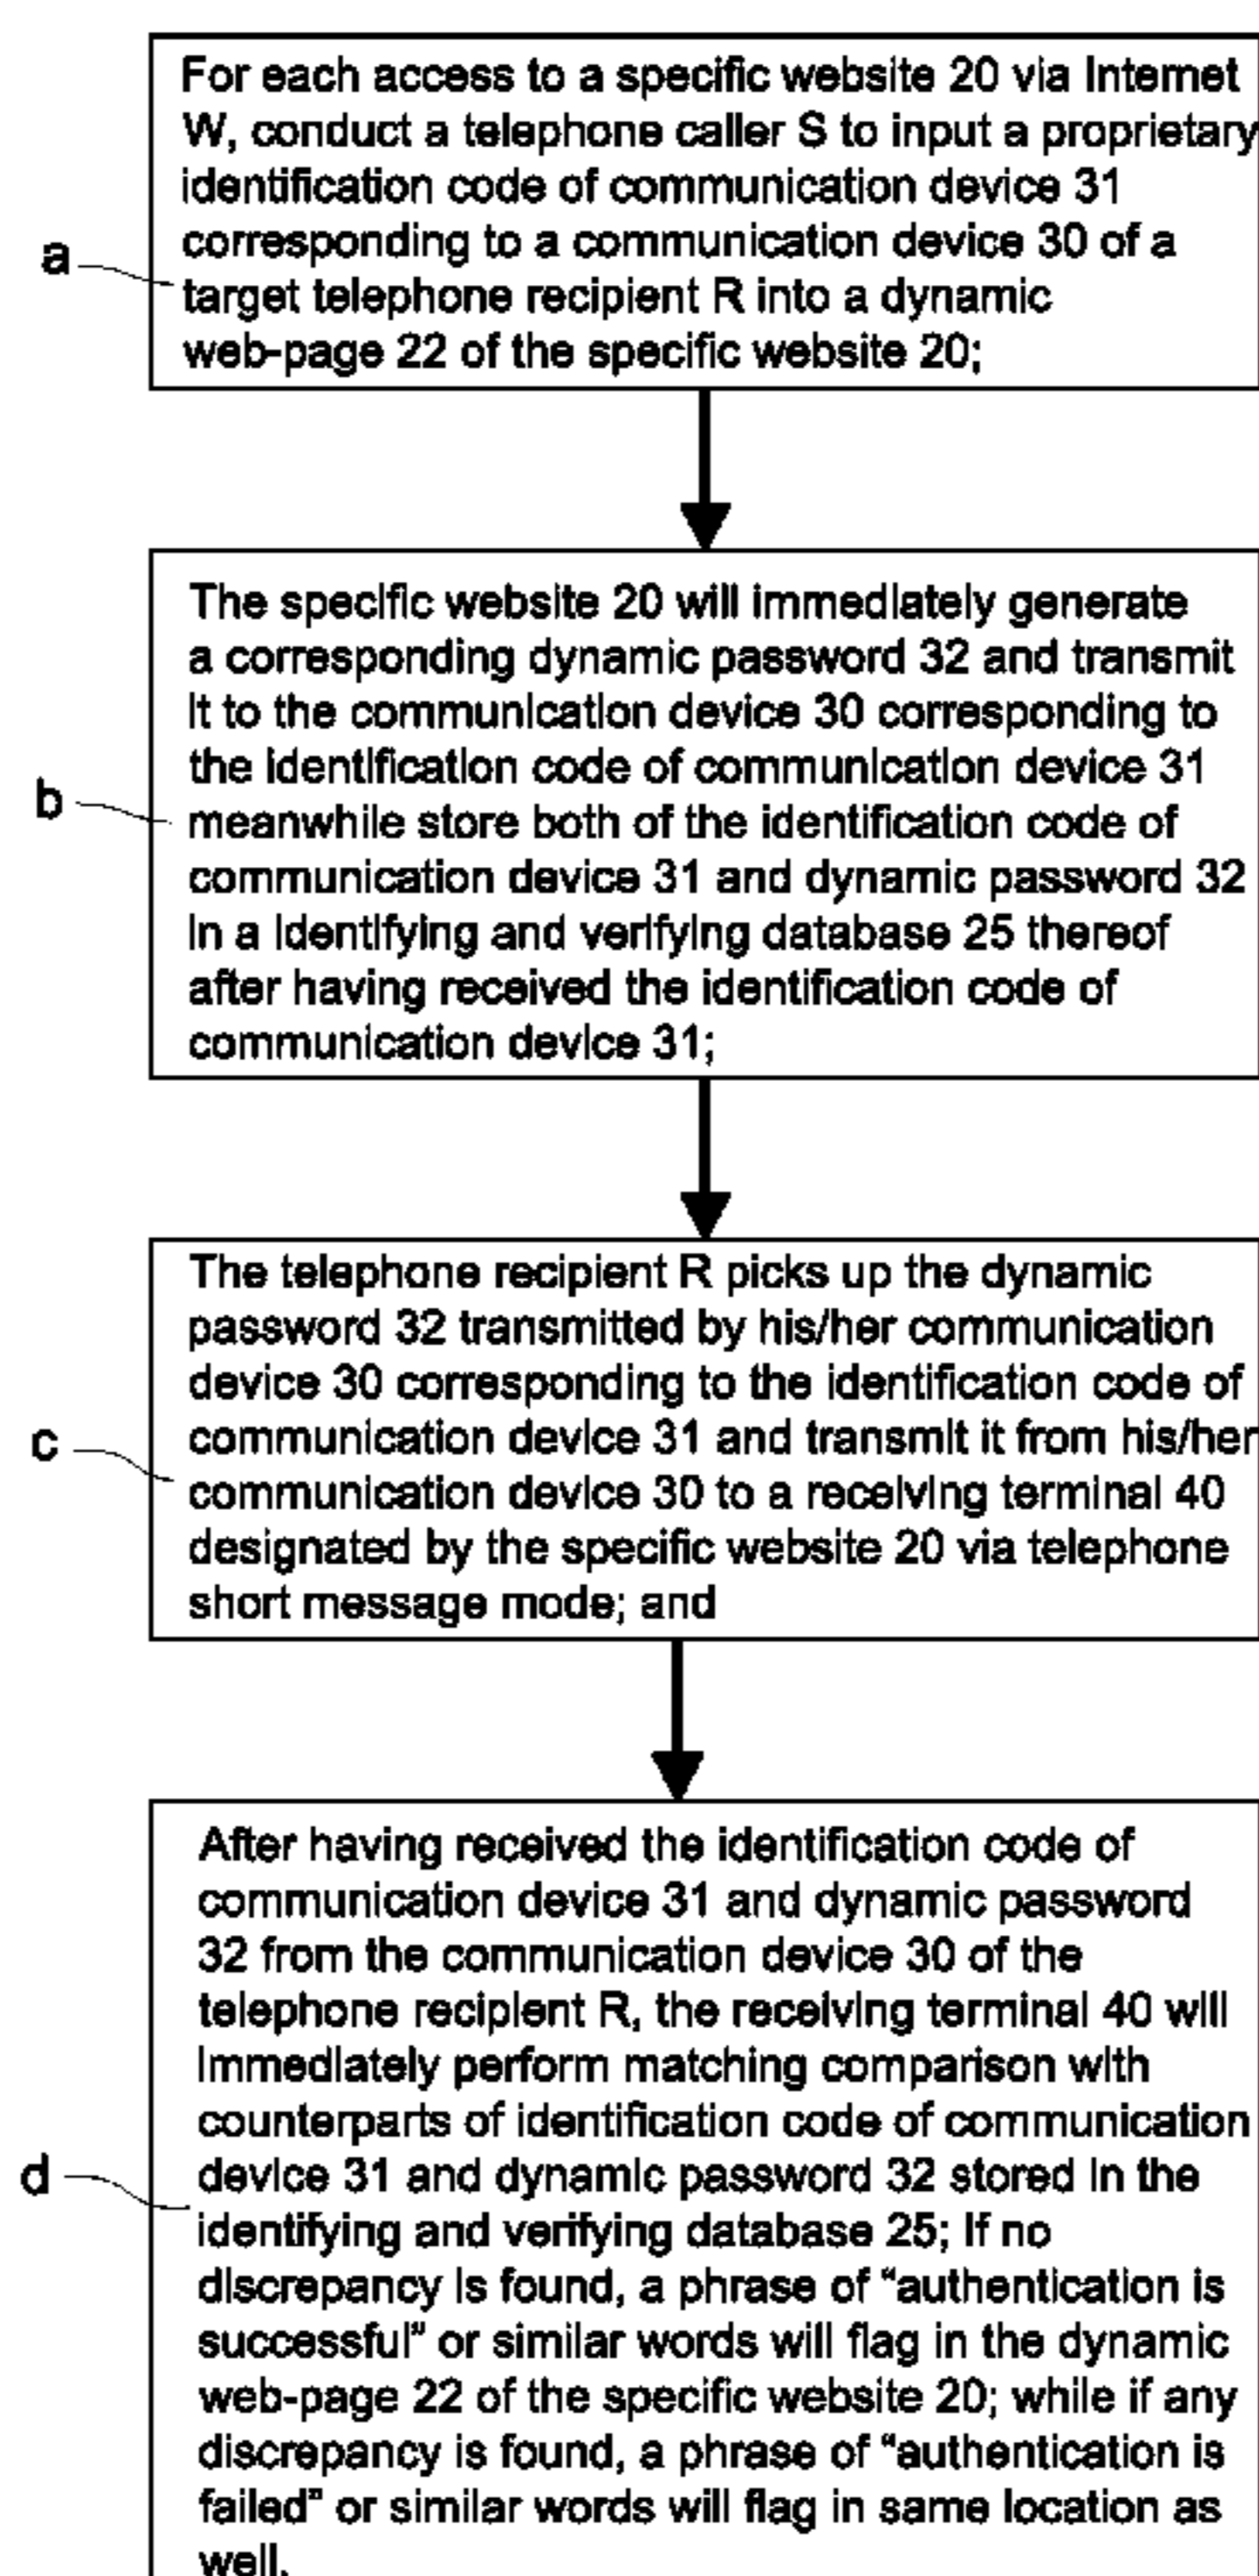 For each access to a specific website 20 via Internet
W, conduct a telephone caller S to input a proprietary
identification code of communication device 31
corresponding to a communication device 30 of a
a
target telephone recipient R into a dynamic
web-page 22 of the specific website 20;
The specific website 20 will immediately generate
a corresponding dynamic password 32 and transmit
it to the communication device 30 corresponding to
the identification code of communication device 31
b
meanwhile store both of the identification code of
communication device 31 and dynamic password 32
in a identifying and verifying database 25 thereof
after having received the identification code of
communication device 31;
The telephone recipient R picks up the dynamic
password 32 transmitted by his/her communication
device 30 corresponding to the identification code of
c
communication device 31 and transmit it from his/her
communication device 30 to a receiving terminal 40
designated by the specific website 20 via telephone
short message mode; and
After having received the identification code of
communication device 31 and dynamic password
32 from the communication device 30 of the
telephone recipient R, the receiving terminal 40 will
immediately perform matching comparison with
counterparts of identification code of communication
d
device 31 and dynamic password 32 stored in the
identifying and verifying database 25; If no
discrepancy is found, a phrase of “authentication is
successful” or similar words will flag in the dynamic
web-page 22 of the specific website 20; while if any
discrepancy is found, a phrase of “authentication is
failed” or similar words will flag in same location as
well.